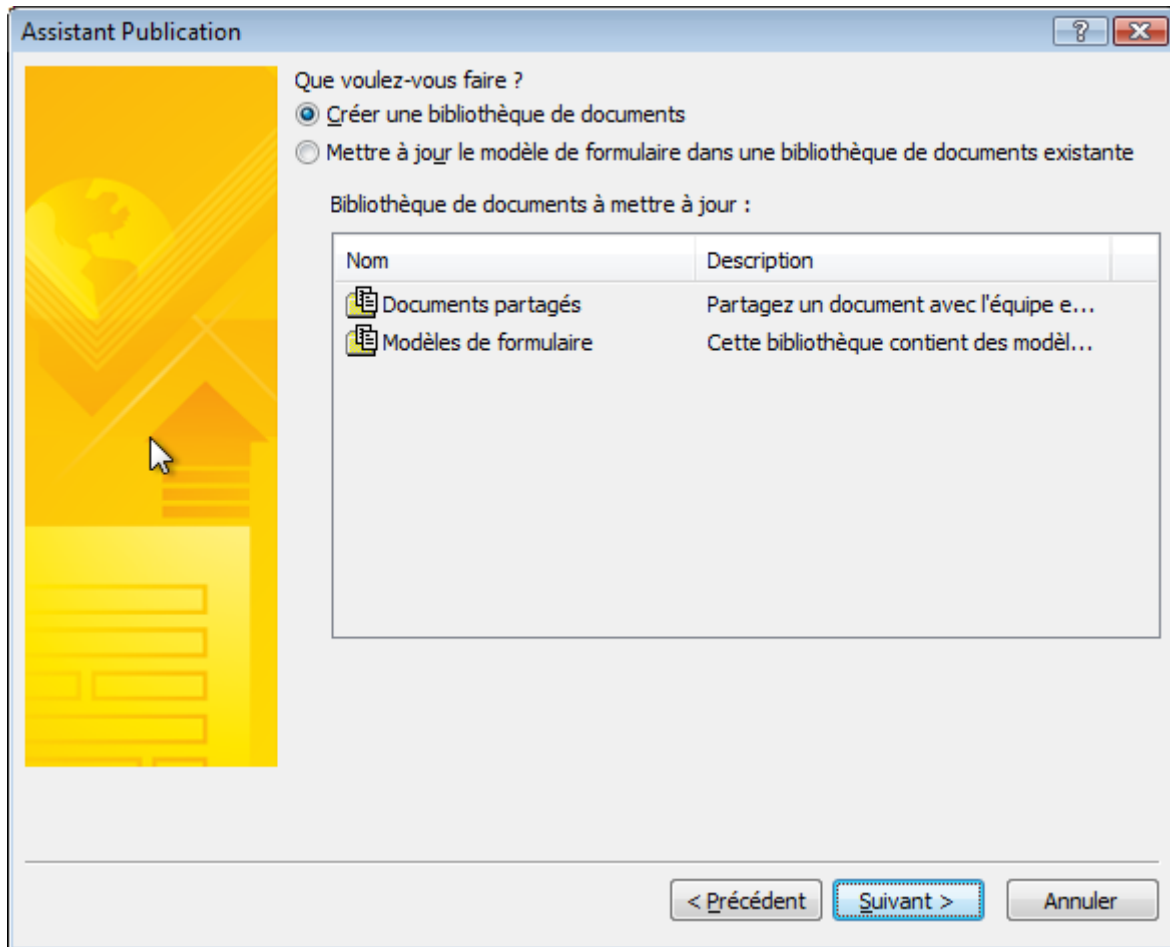 Assistant Publication
Que voulez-vous faire ?
Créer une bibliothèque de documents
Mettre à jour le modèle de formulaire dans une bibliothèque de documents existante
Bibliothèque de documents à mettre à jour :
Nom Description
Documents partagés Partagez un document avec l'équipe e...
Modèles de formulaire Cette bibliothèque contient des modèl...
< Précédent Suivant > Annuler